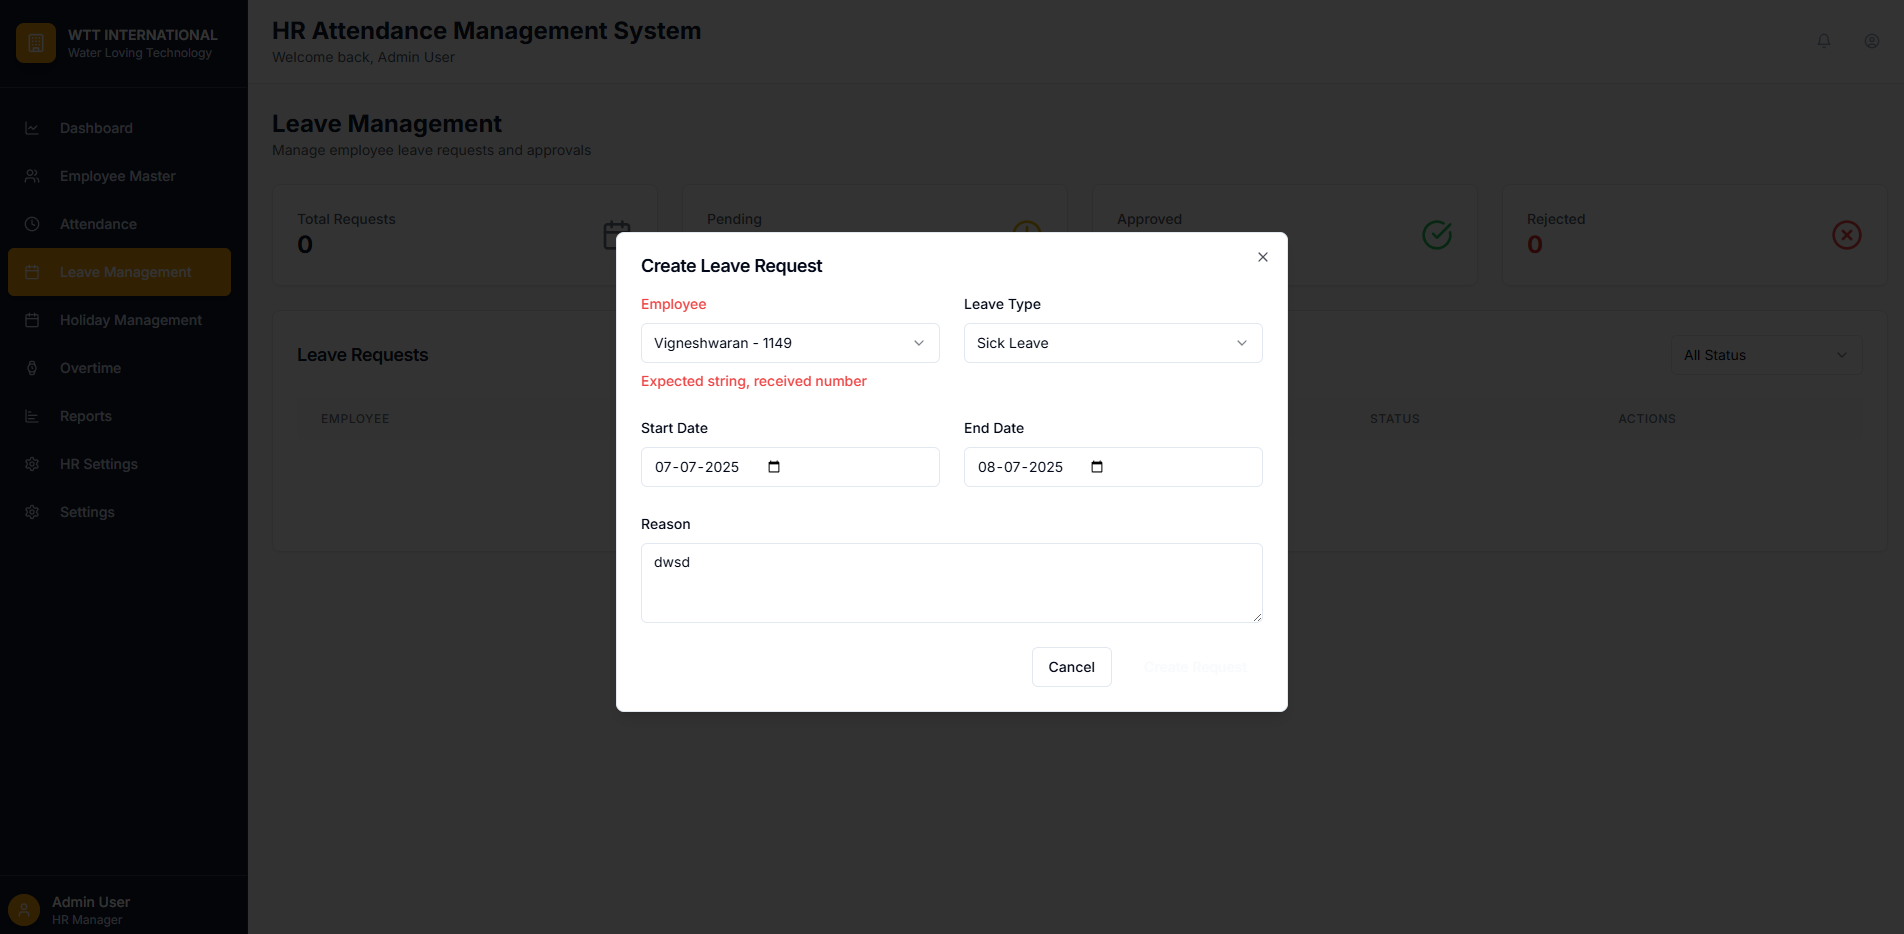 WTT INTERNATIONAL
Water Loving Technology
Dashboard
Employee Master
Attendance
Leave Management
Holiday Management
Overtime
Reports
HR Settings
Settings
Admin User
HR Manager
HR Attendance Management System
Welcome back, Admin User
Leave Management
Manage employee leave requests and approvals
Total Requests
0
Pending
Approved
Rejected
0
Leave Requests
All Status
EMPLOYEE
STATUS
ACTIONS
Create Leave Request
Employee
Vigneshwaran - 1149
Expected string, received number
Leave Type
Sick Leave
Start Date
07-07-2025
End Date
08-07-2025
Reason
dwsd
Cancel
Create Request